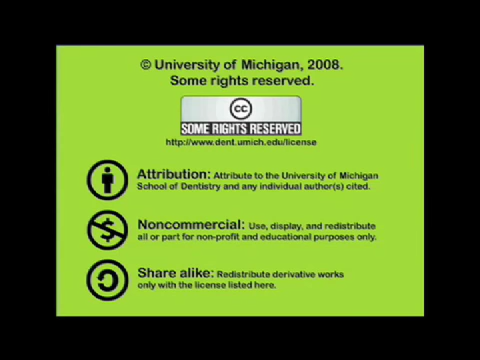 © University of Michigan, 2008.
Some rights reserved.
cc
SOME RIGHTS RESERVED
http://www.dent.umich.edu/license
Attribution: Attribute to the University of Michigan
School of Dentistry and any individual author(s) cited.
Noncommercial: Use, display, and redistribute
all or part for non-profit and educational purposes only.
Share alike: Redistribute derivative works
only with the license listed here.